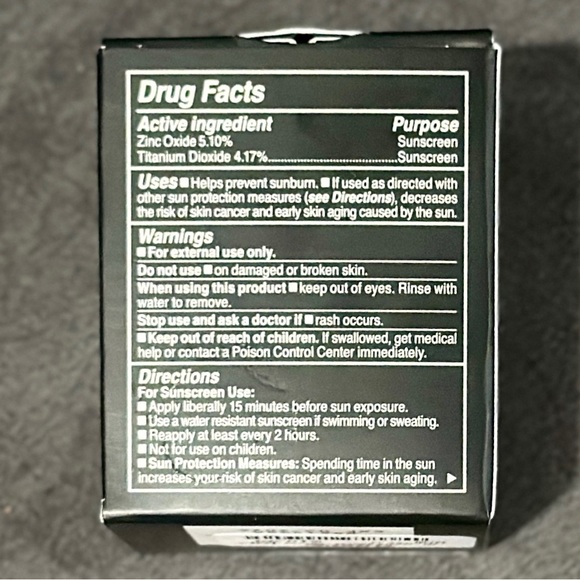 Drug Facts
Active ingredient Purpose
Zinc Oxide 5.10% Sunscreen
Titanium Dioxide 4.17%..........................................Sunscreen
Uses ■ Helps prevent sunburn. ■ If used as directed with
other sun protection measures (see Directions), decreases
the risk of skin cancer and early skin aging caused by the sun.
Warnings
■ For external use only.
Do not use ■ on damaged or broken skin.
When using this product ■ keep out of eyes. Rinse with
water to remove.
Stop use and ask a doctor if ■ rash occurs.
■ Keep out of reach of children. If swallowed, get medical
help or contact a Poison Control Center immediately.
Directions
For Sunscreen Use:
■ Apply liberally 15 minutes before sun exposure.
■ Use a water resistant sunscreen if swimming or sweating.
■ Reapply at least every 2 hours.
■ Not for use on children.
■ Sun Protection Measures: Spending time in the sun
increases your risk of skin cancer and early skin aging. ▶